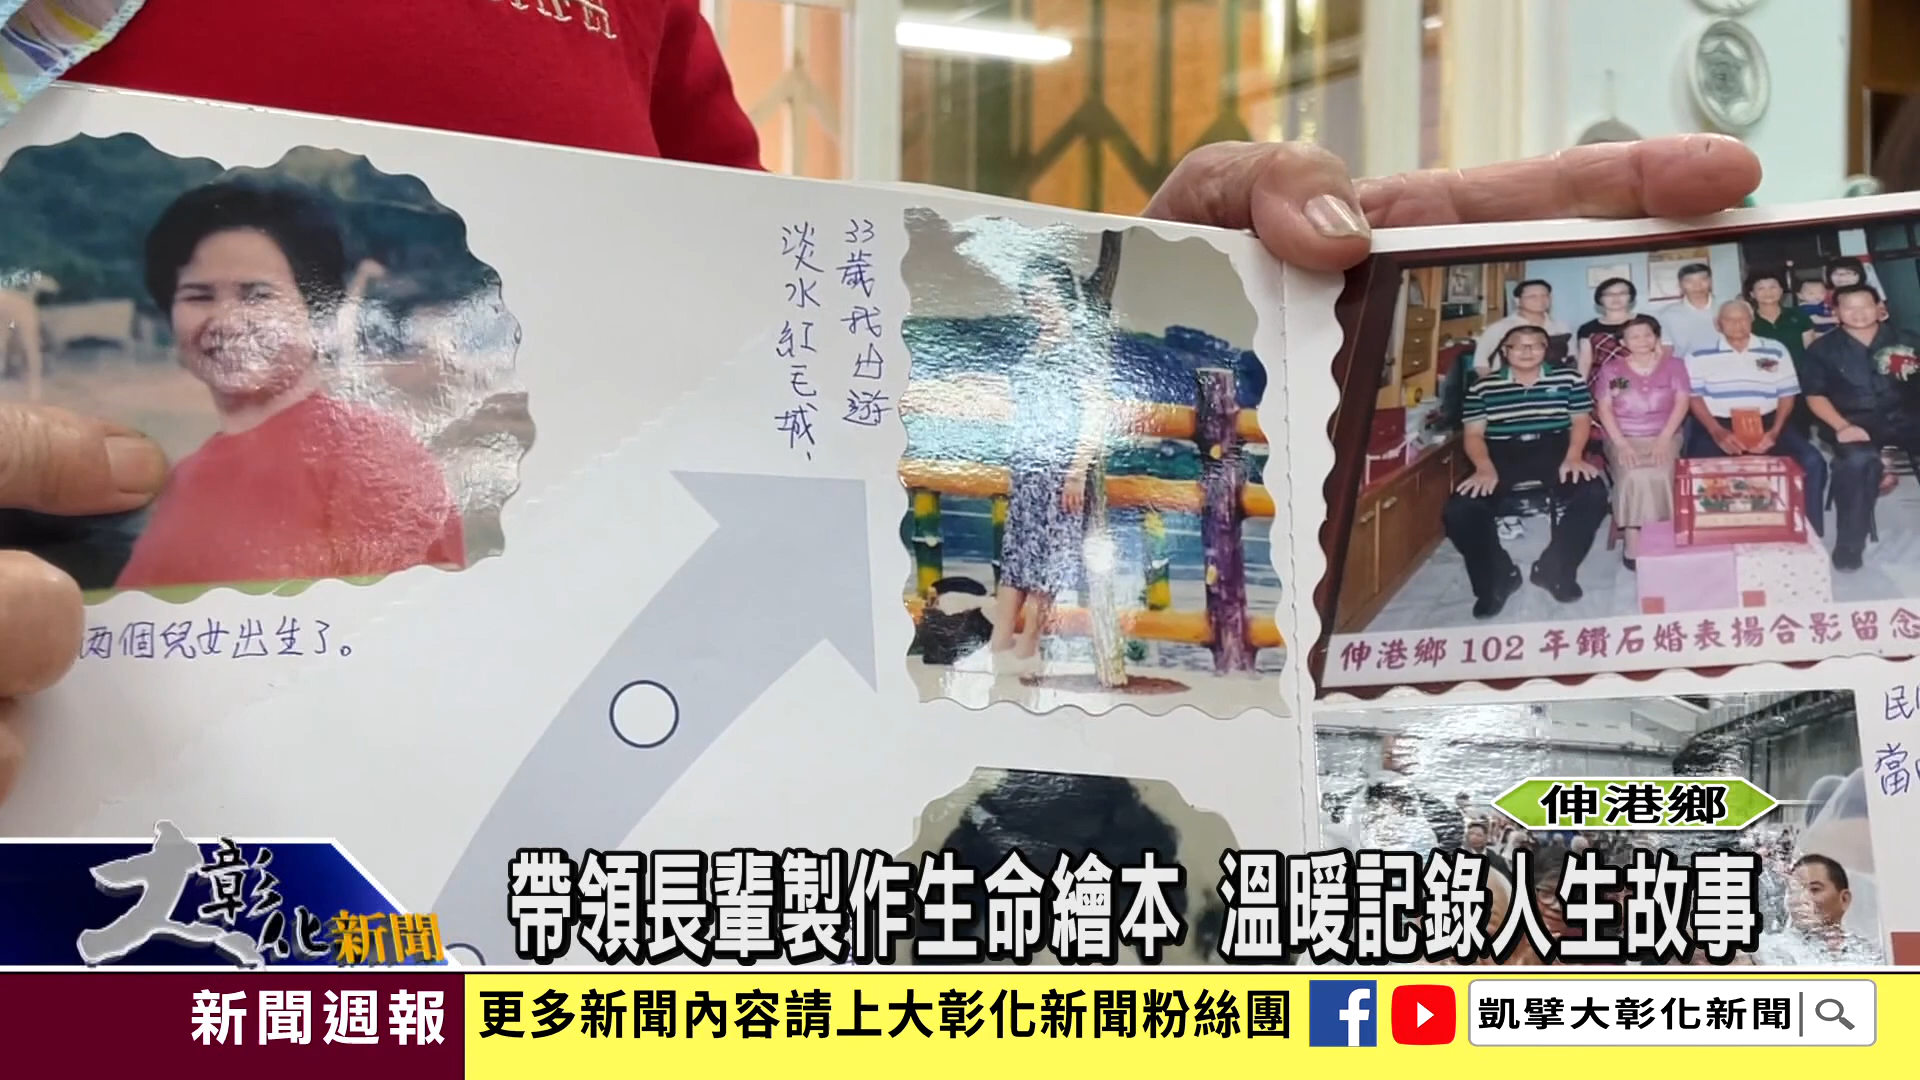 33歲我出遊
淡水紅毛城、
兩個兒女出生了。
伸港鄉102年鑽石婚表揚合影留念
民
當
伸港鄉
大彰化新聞
帶領長輩製作生命繪本 溫暖記錄人生故事
新聞週報
更多新聞內容請上大彰化新聞粉絲團
凱擘大彰化新聞